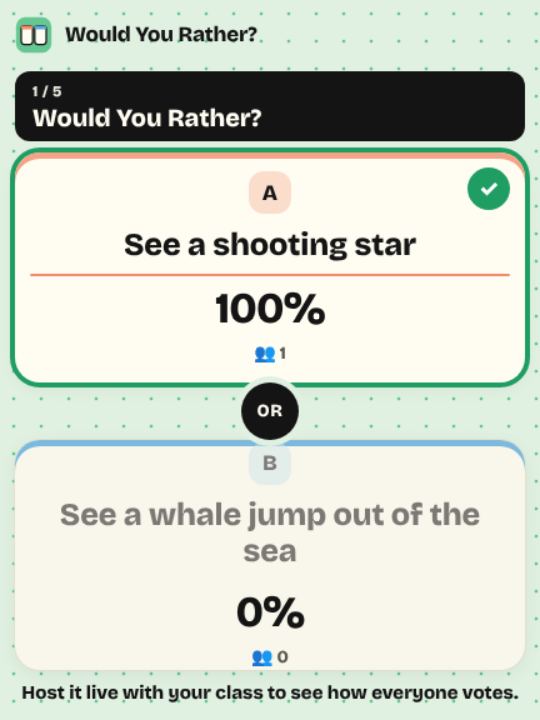 Would You Rather?
1 / 5
Would You Rather?
A
See a shooting star
100%
👥 1
OR
B
See a whale jump out of the
sea
0%
👥 0
Host it live with your class to see how everyone votes.